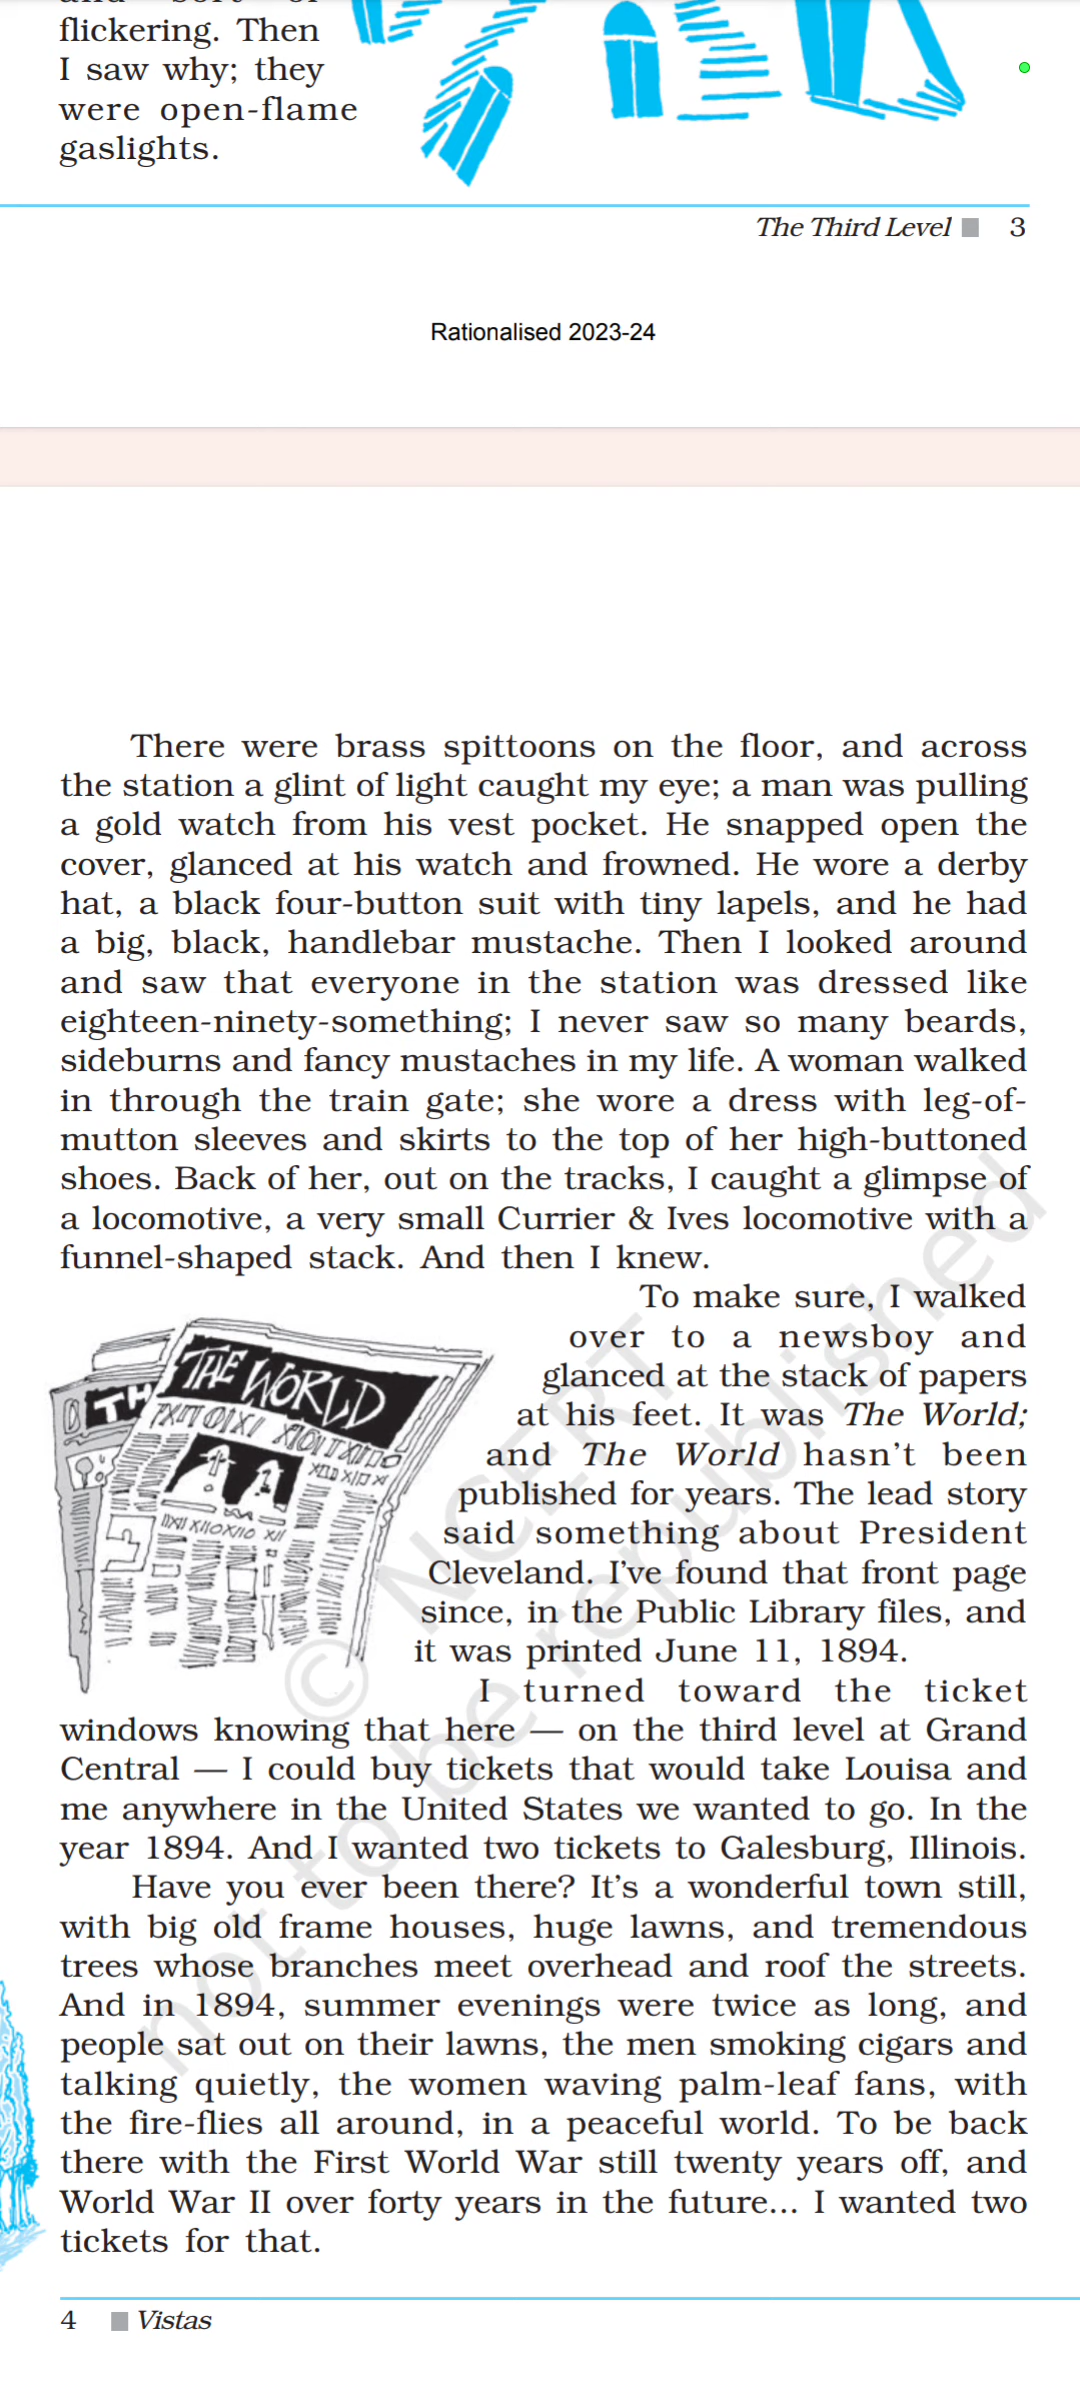 flickering. Then
I saw why; they
were open-flame
gaslights.
The Third Level 3
Rationalised 2023-24
There were brass spittoons on the floor, and across
the station a glint of light caught my eye; a man was pulling
a gold watch from his vest pocket. He snapped open the
cover, glanced at his watch and frowned. He wore a derby
hat, a black four-button suit with tiny lapels, and he had
a big, black, handlebar mustache. Then I looked around
and saw that everyone in the station was dressed like
eighteen-ninety-something; I never saw so many beards,
sideburns and fancy mustaches in my life. A woman walked
in through the train gate; she wore a dress with leg-of-
mutton sleeves and skirts to the top of her high-buttoned
shoes. Back of her, out on the tracks, I caught a glimpse of
a locomotive, a very small Currier & Ives locomotive with a
funnel-shaped stack. And then I knew.
To make sure, I walked
over to a newsboy and
glanced at the stack of papers
at his feet. It was The World;
and The World hasn't been
published for years. The lead story
said something about President
Cleveland. I've found that front page
since, in the Public Library files, and
it was printed June 11, 1894.
THE WORLD
TH
I turned toward the ticket
windows knowing that here — on the third level at Grand
Central — I could buy tickets that would take Louisa and
me anywhere in the United States we wanted to go. In the
year 1894. And I wanted two tickets to Galesburg, Illinois.
Have you ever been there? It's a wonderful town still,
with big old frame houses, huge lawns, and tremendous
trees whose branches meet overhead and roof the streets.
And in 1894, summer evenings were twice as long, and
people sat out on their lawns, the men smoking cigars and
talking quietly, the women waving palm-leaf fans, with
the fire-flies all around, in a peaceful world. To be back
there with the First World War still twenty years off, and
World War II over forty years in the future... I wanted two
tickets for that.
4 Vistas
© NCERT
not to be republished